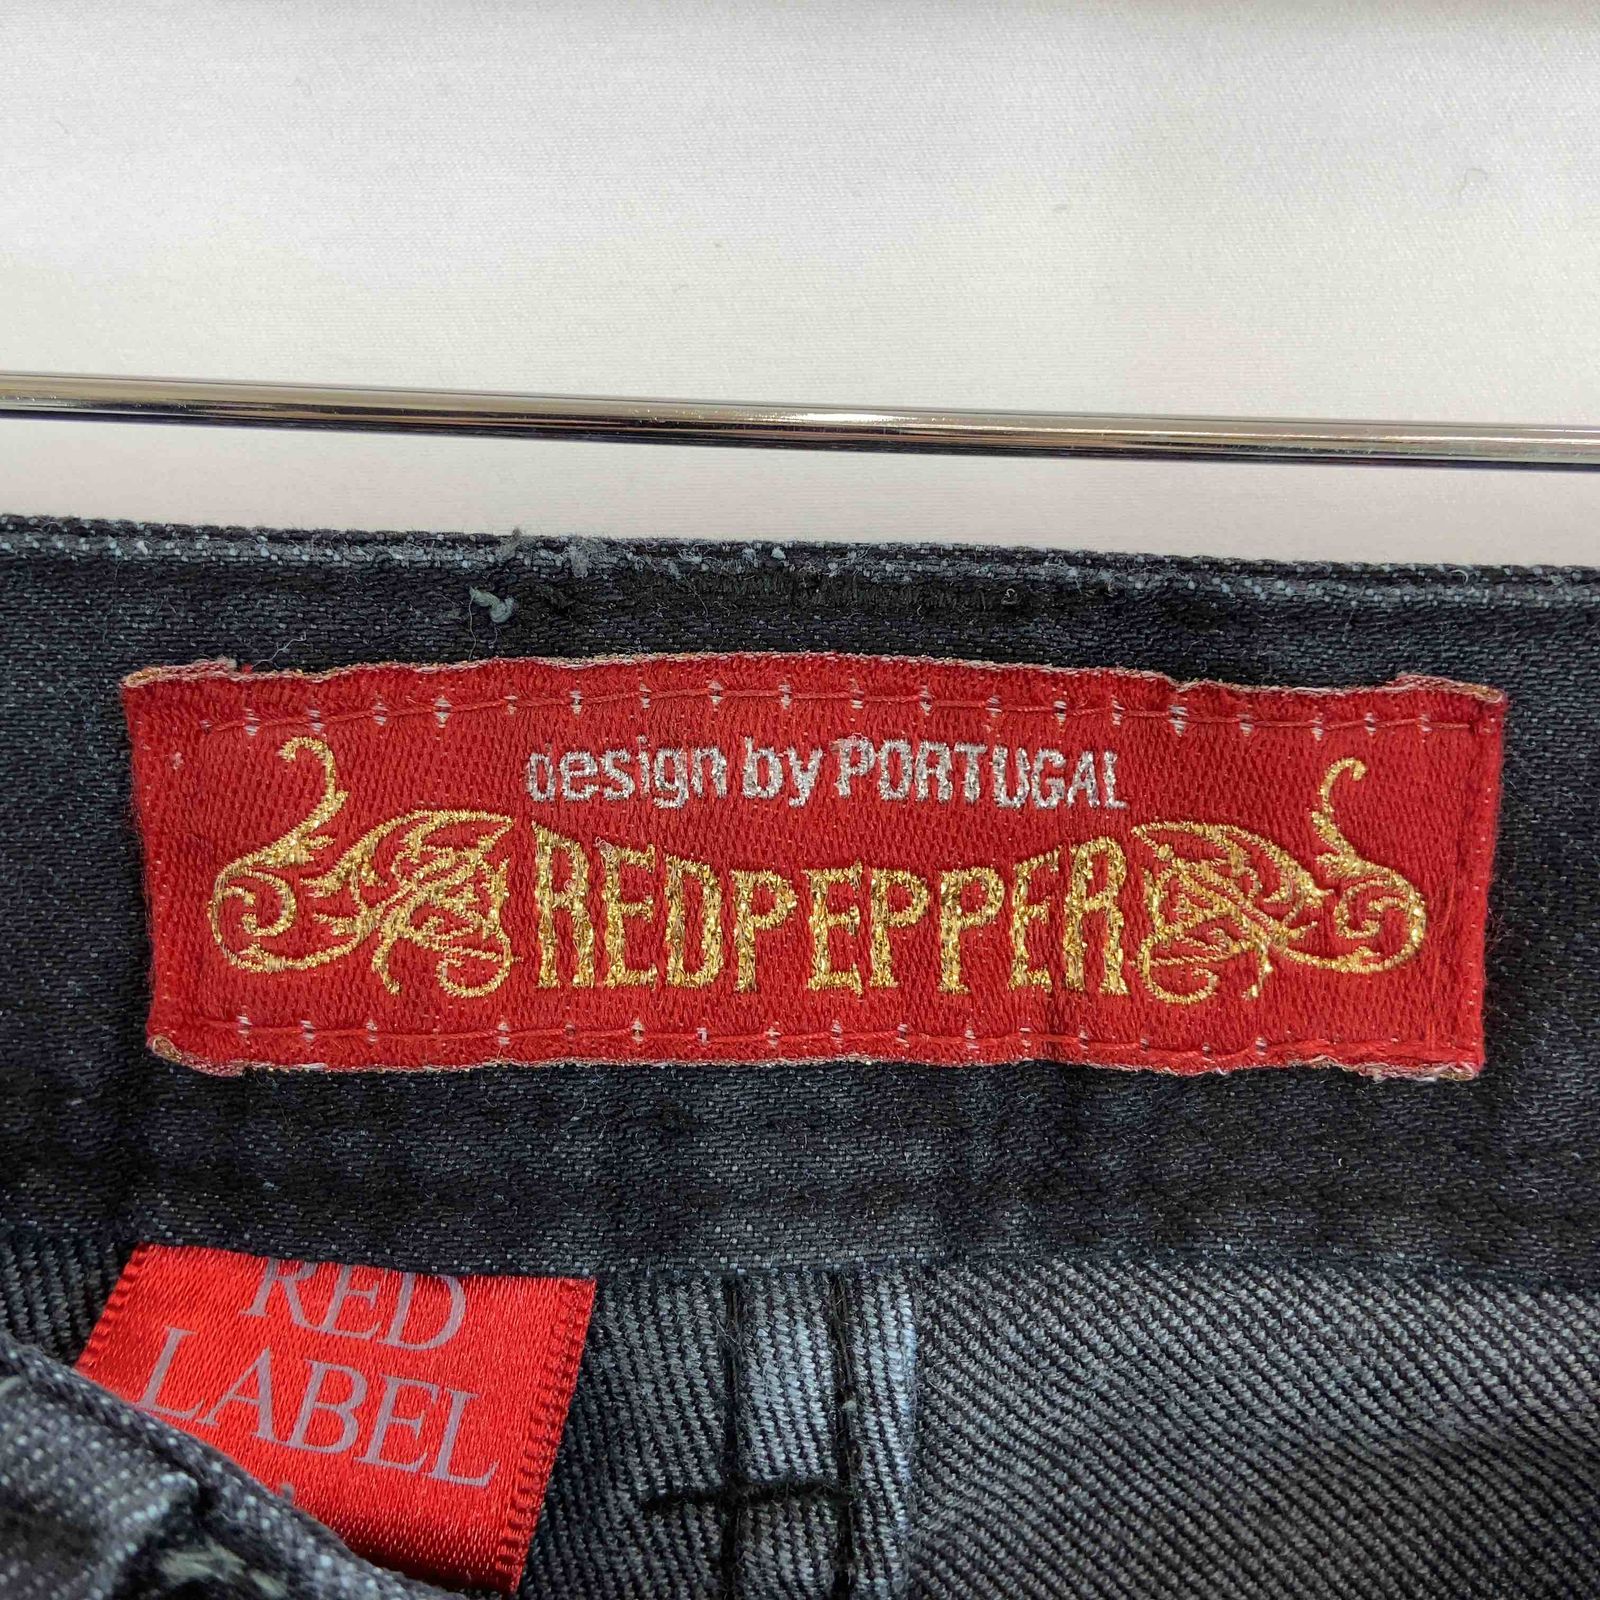 design by PORTUGAL
REDPEPPER
RED
LABEL